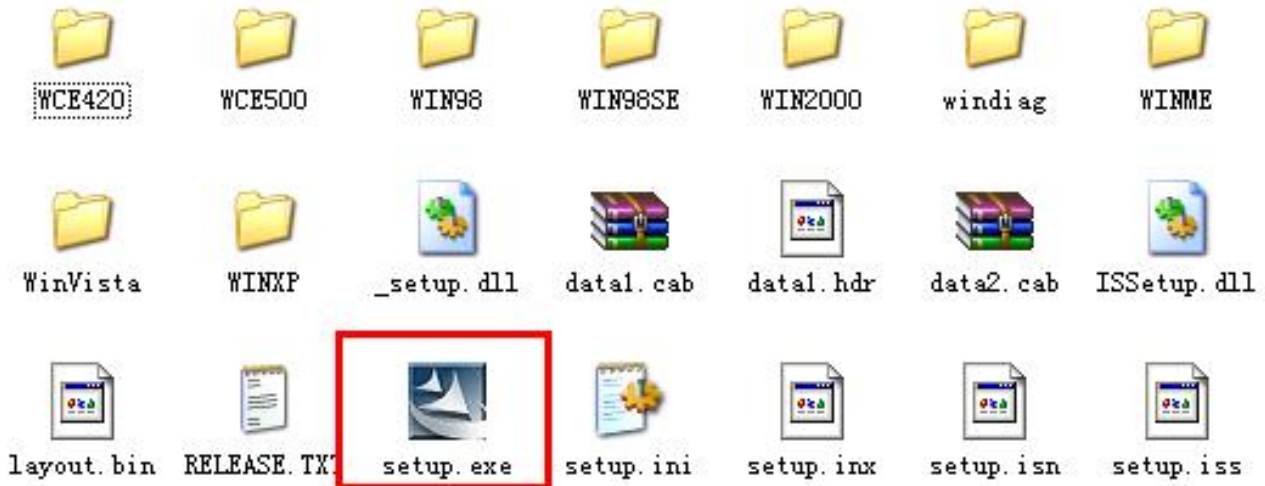 WCE420 WCE500 WIN98 WIN98SE WIN2000 windiag WINME
WinVista WINXP _setup.dll data1.cab data1.hdr data2.cab ISSetup.dll
layout.bin RELEASE.TXT setup.exe setup.ini setup.inx setup.isn setup.iss